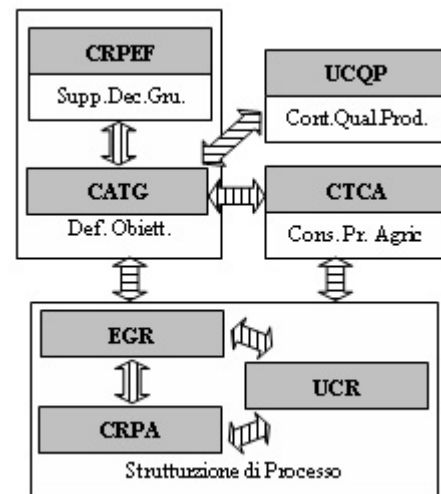 CRPEF
Supp.Dec.Gru.
UCQP
Cont.Qual.Prod.
CATG
Def. Obiett.
CTCA
Cons. Pr. Agric
EGR
UCR
CRPA
Strutturzione di Processo